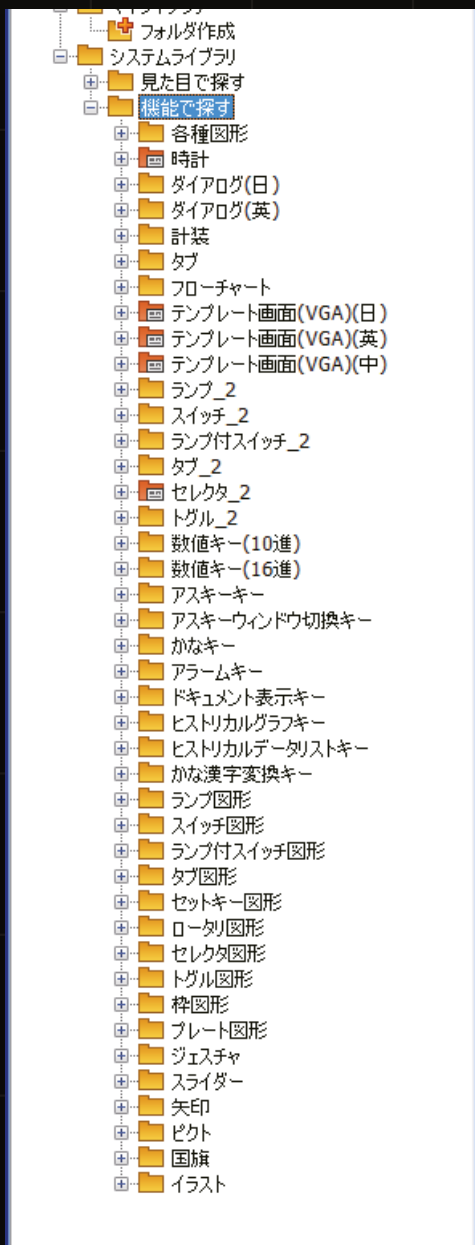 フォルダ作成
システムライブラリ
見た目で探す
機能で探す
各種図形
時計
ダイアログ(日)
ダイアログ(英)
計装
タブ
フローチャート
テンプレート画面(VGA)(日)
テンプレート画面(VGA)(英)
テンプレート画面(VGA)(中)
ランプ_2
スイッチ_2
ランプ付スイッチ_2
タブ_2
セレクタ_2
トグル_2
数値キー(10進)
数値キー(16進)
アスキーキー
アスキーウィンドウ切換キー
かなキー
アラームキー
ドキュメント表示キー
ヒストリカルグラフキー
ヒストリカルデータリストキー
かな漢字変換キー
ランプ図形
スイッチ図形
ランプ付スイッチ図形
タブ図形
セットキー図形
ロータリ図形
セレクタ図形
トグル図形
枠図形
プレート図形
ジェスチャ
スライダー
矢印
ピクト
国旗
イラスト